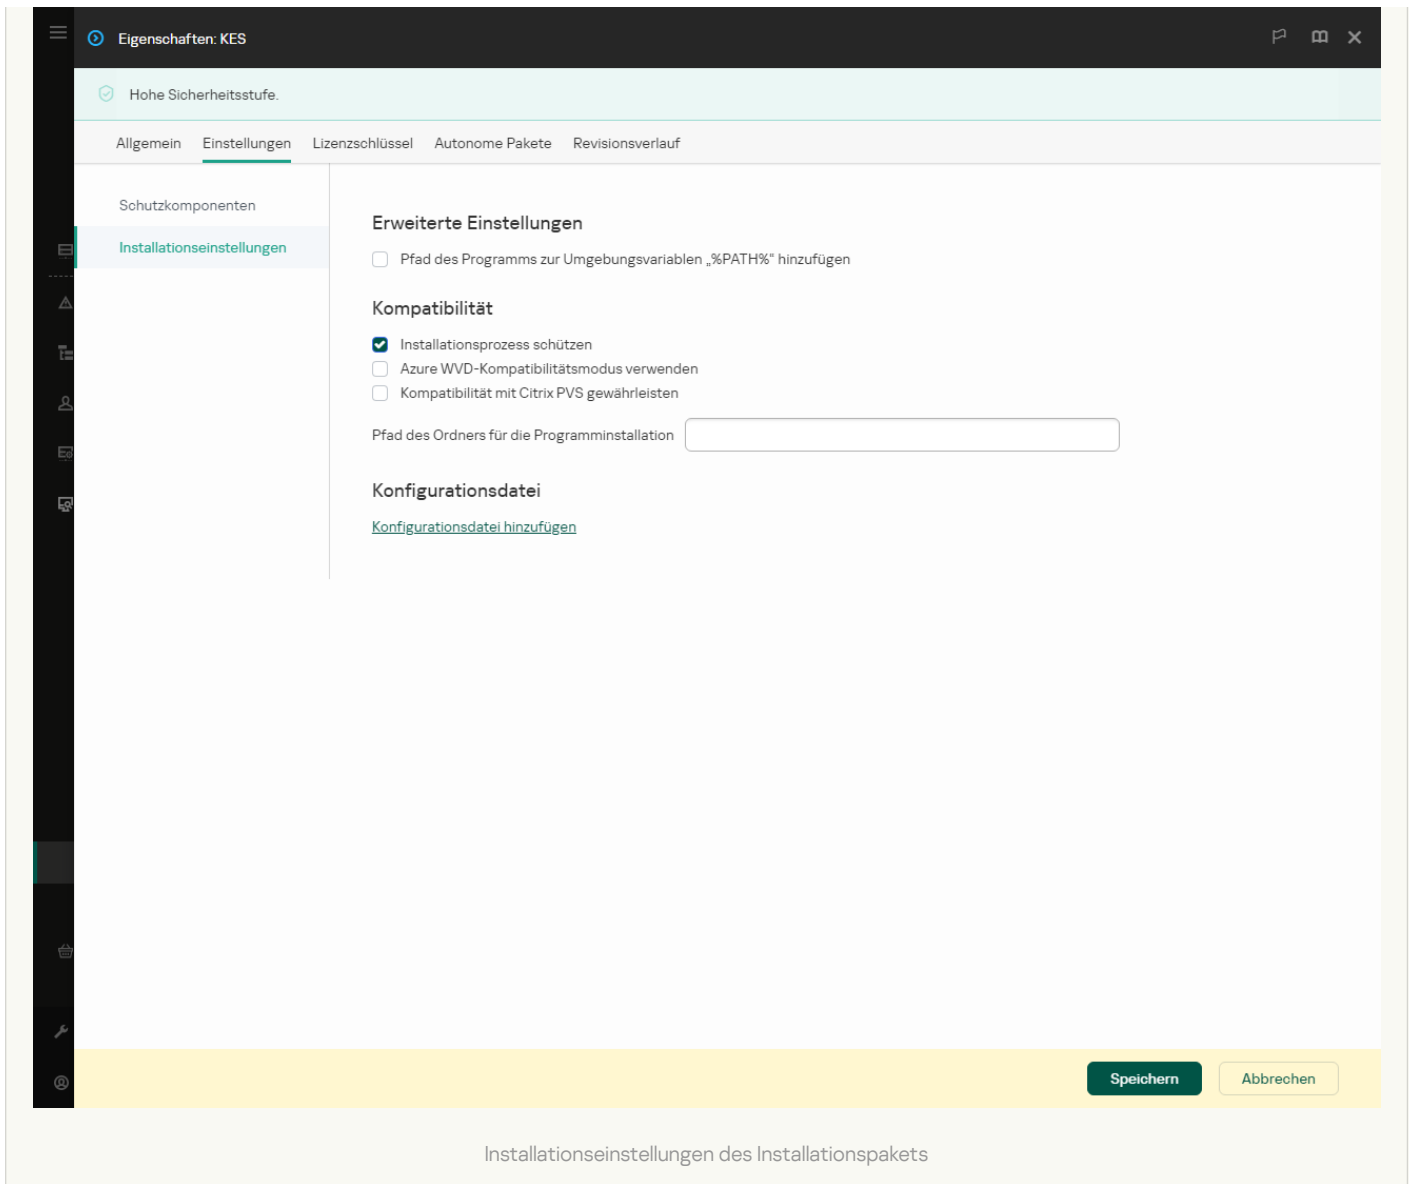 Eigenschaften: KES
Hohe Sicherheitsstufe.
Allgemein Einstellungen Lizenzschlüssel Autonome Pakete Revisionsverlauf
Schutzkomponenten
Installationseinstellungen
Erweiterte Einstellungen
Pfad des Programms zur Umgebungsvariablen „%PATH%" hinzufügen
Kompatibilität
Installationsprozess schützen
Azure WVD-Kompatibilitätsmodus verwenden
Kompatibilität mit Citrix PVS gewährleisten
Pfad des Ordners für die Programminstallation
Konfigurationsdatei
Konfigurationsdatei hinzufügen
Speichern Abbrechen
Installationseinstellungen des Installationspakets